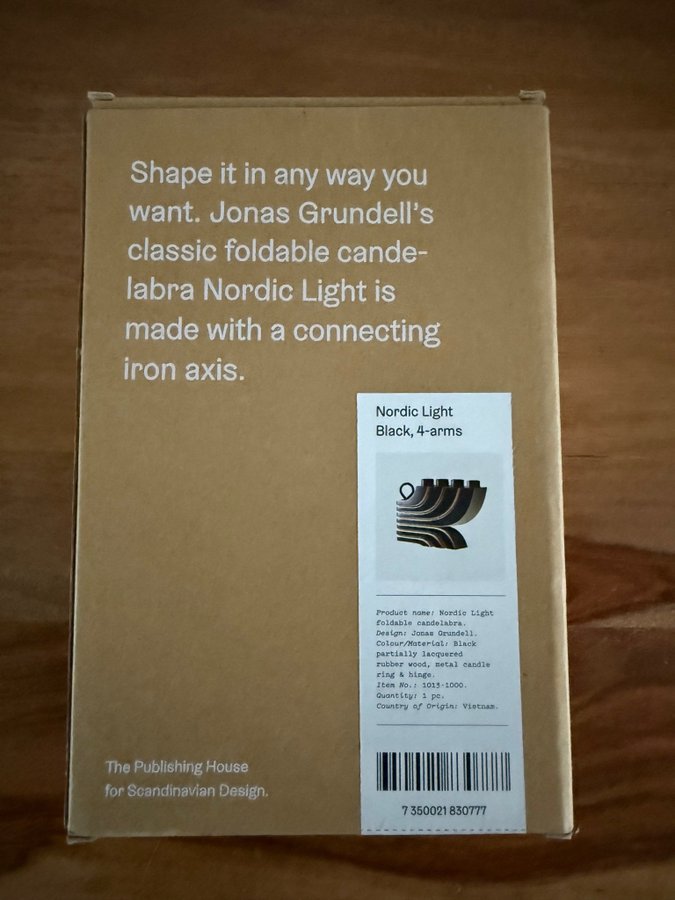 Shape it in any way you
want. Jonas Grundell's
classic foldable cande-
labra Nordic Light is
made with a connecting
iron axis.
Nordic Light
Black, 4-arms
Product name: Nordic Light
foldable candelabra.
Design: Jonas Grundell.
Colour/Material: Black
partially lacquered
rubber wood, metal candle
ring & hinge.
Item No.: 1013-1000.
Quantity: 1 pc.
Country of Origin: Vietnam.
7 350021 830777
The Publishing House
for Scandinavian Design.